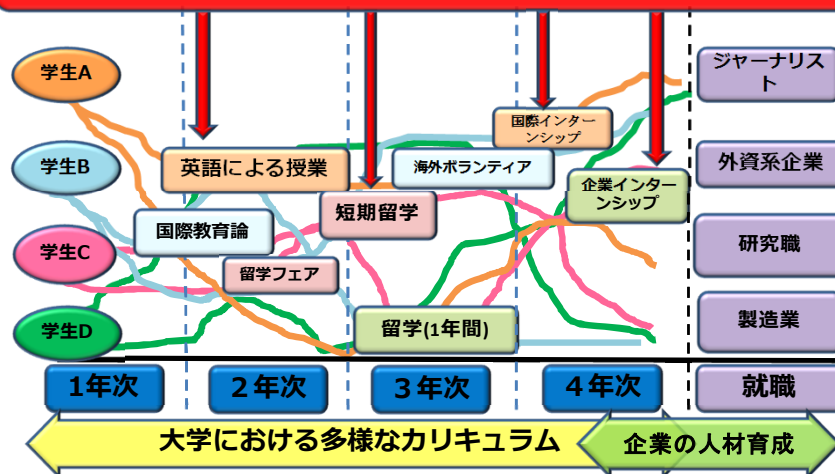 学生A
学生B
学生C
学生D
英語による授業
国際教育論
留学フェア
短期留学
海外ボランティア
国際インター
ンシップ
企業インター
ンシップ
留学(1年間)
ジャーナリス
ト
外資系企業
研究職
製造業
1年次
２年次
３年次
４年次
就職
大学における多様なカリキュラム
企業の人材育成